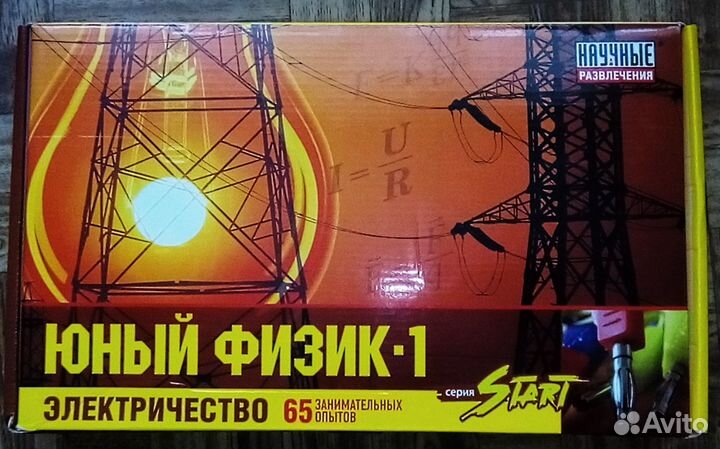 НАУЧНЫЕ
РАЗВЛЕЧЕНИЯ
I = U/R
ЮНЫЙ ФИЗИК·1
серия START
ЭЛЕКТРИЧЕСТВО 65 ЗАНИМАТЕЛЬНЫХ
ОПЫТОВ
Avito